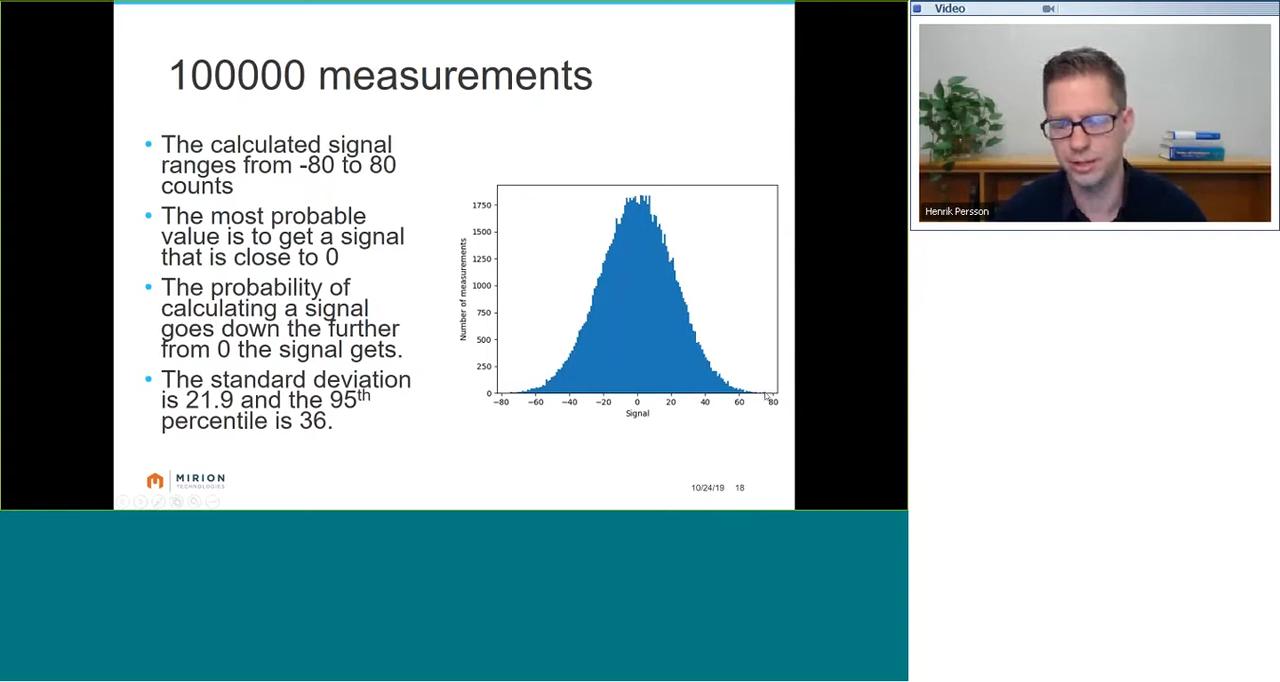 Video
100000 measurements
• The calculated signal
ranges from -80 to 80
counts
• The most probable
value is to get a signal
that is close to 0
• The probability of
calculating a signal
goes down the further
from 0 the signal gets.
• The standard deviation
is 21.9 and the 95th
percentile is 36.
Number of measurements
1750
1500
1250
1000
750
500
250
0
−80 −60 −40 −20 0 20 40 60 80
Signal
MIRION
TECHNOLOGIES
10/24/19 18
Henrik Persson